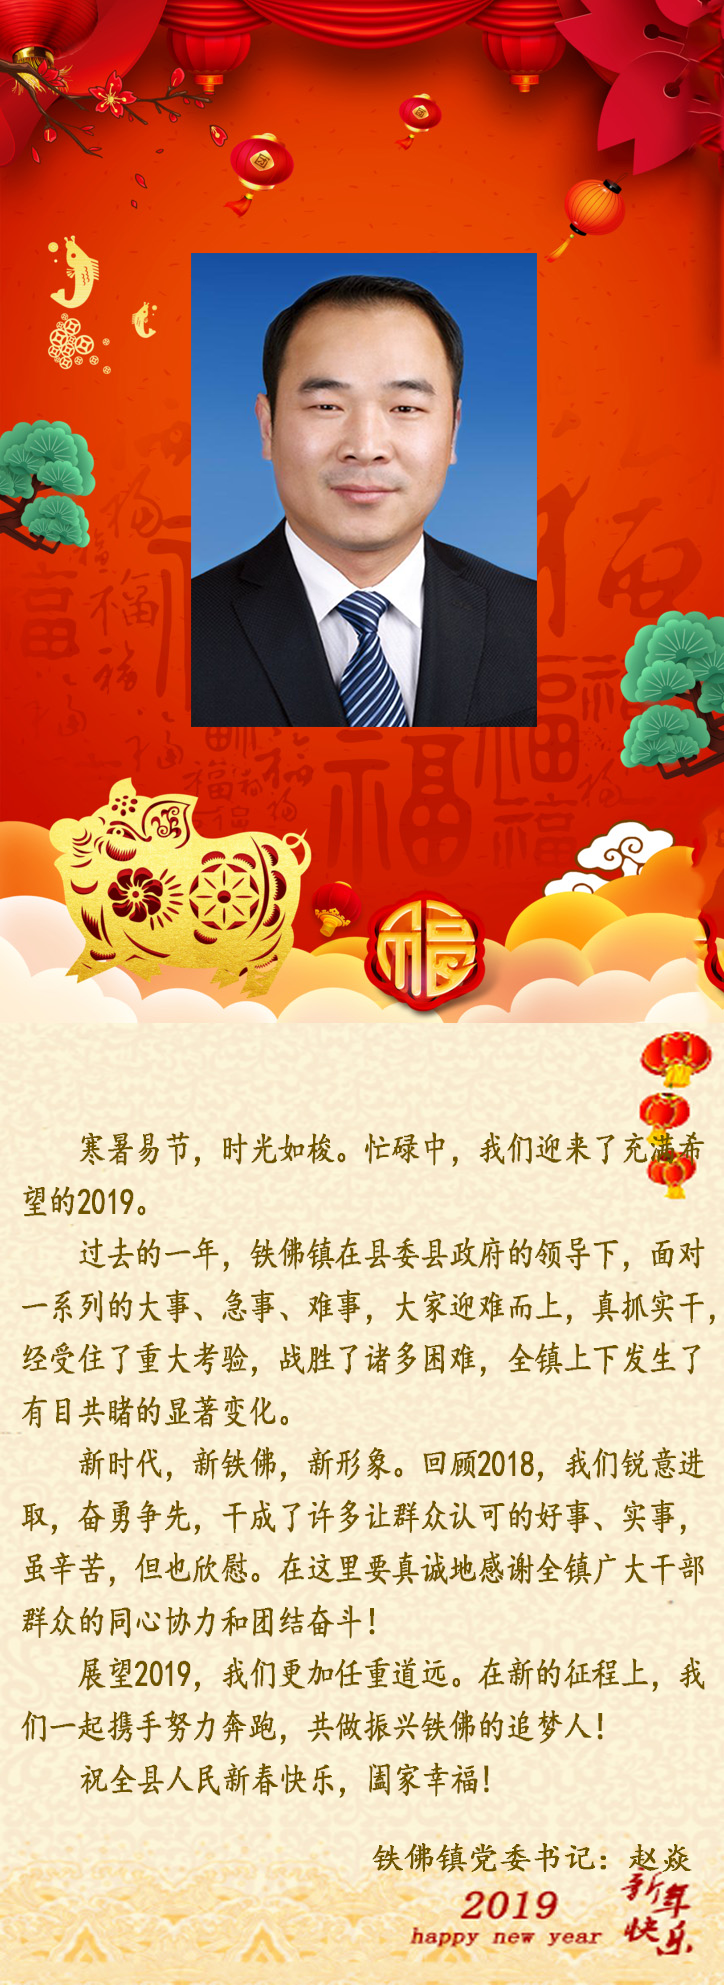 福
寒暑易节，时光如梭。忙碌中，我们迎来了充满希
望的2019。
过去的一年，铁佛镇在县委县政府的领导下，面对
一系列的大事、急事、难事，大家迎难而上，真抓实干，
经受住了重大考验，战胜了诸多困难，全镇上下发生了
有目共睹的显著变化。
新时代，新铁佛，新形象。回顾2018，我们锐意进
取，奋勇争先，干成了许多让群众认可的好事、实事，
虽辛苦，但也欣慰。在这里要真诚地感谢全镇广大干部
群众的同心协力和团结奋斗！
展望2019，我们更加任重道远。在新的征程上，我
们一起携手努力奔跑，共做振兴铁佛的追梦人！
祝全县人民新春快乐，阖家幸福！
铁佛镇党委书记：赵焱
2019
happy new year
新年
快乐